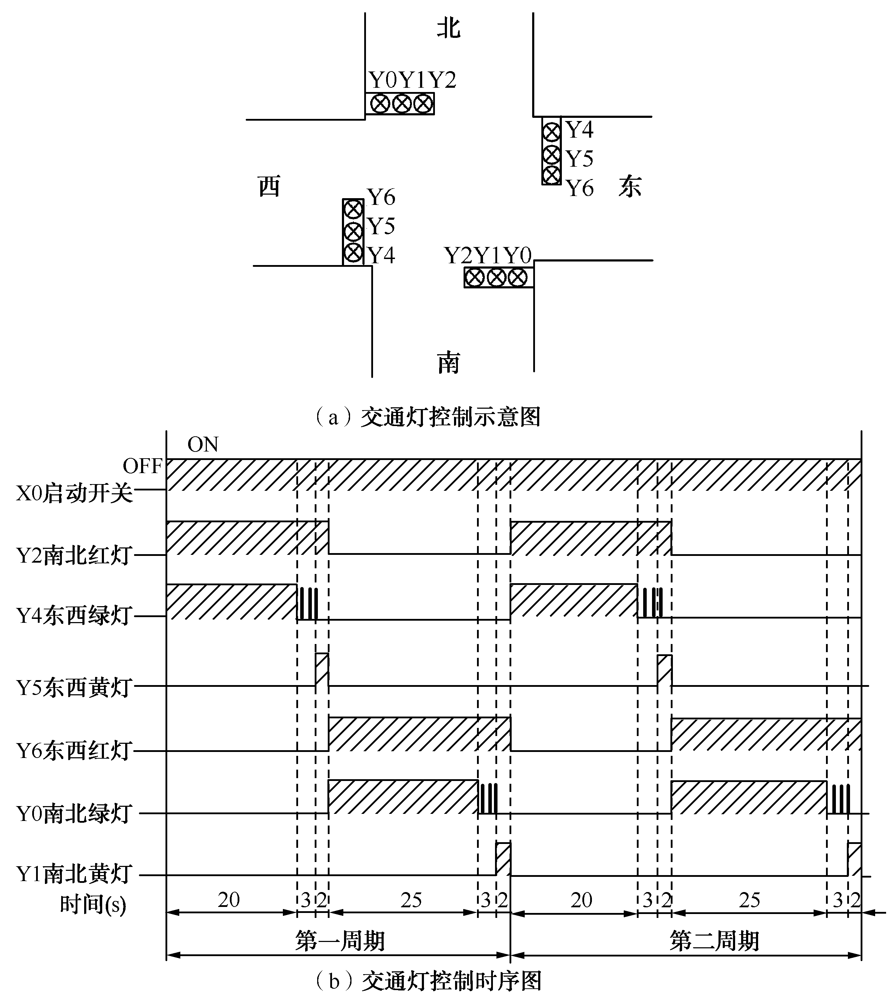 北
Y0Y1Y2
Y4
Y5
Y6
西
东
Y6
Y5
Y4
Y2Y1Y0
南
（a）交通灯控制示意图
ON
OFF
X0启动开关
Y2南北红灯
Y4东西绿灯
Y5东西黄灯
Y6东西红灯
Y0南北绿灯
Y1南北黄灯
时间(s) 20 3 2 25 3 2 20 3 2 25 3 2
第一周期 第二周期
（b）交通灯控制时序图